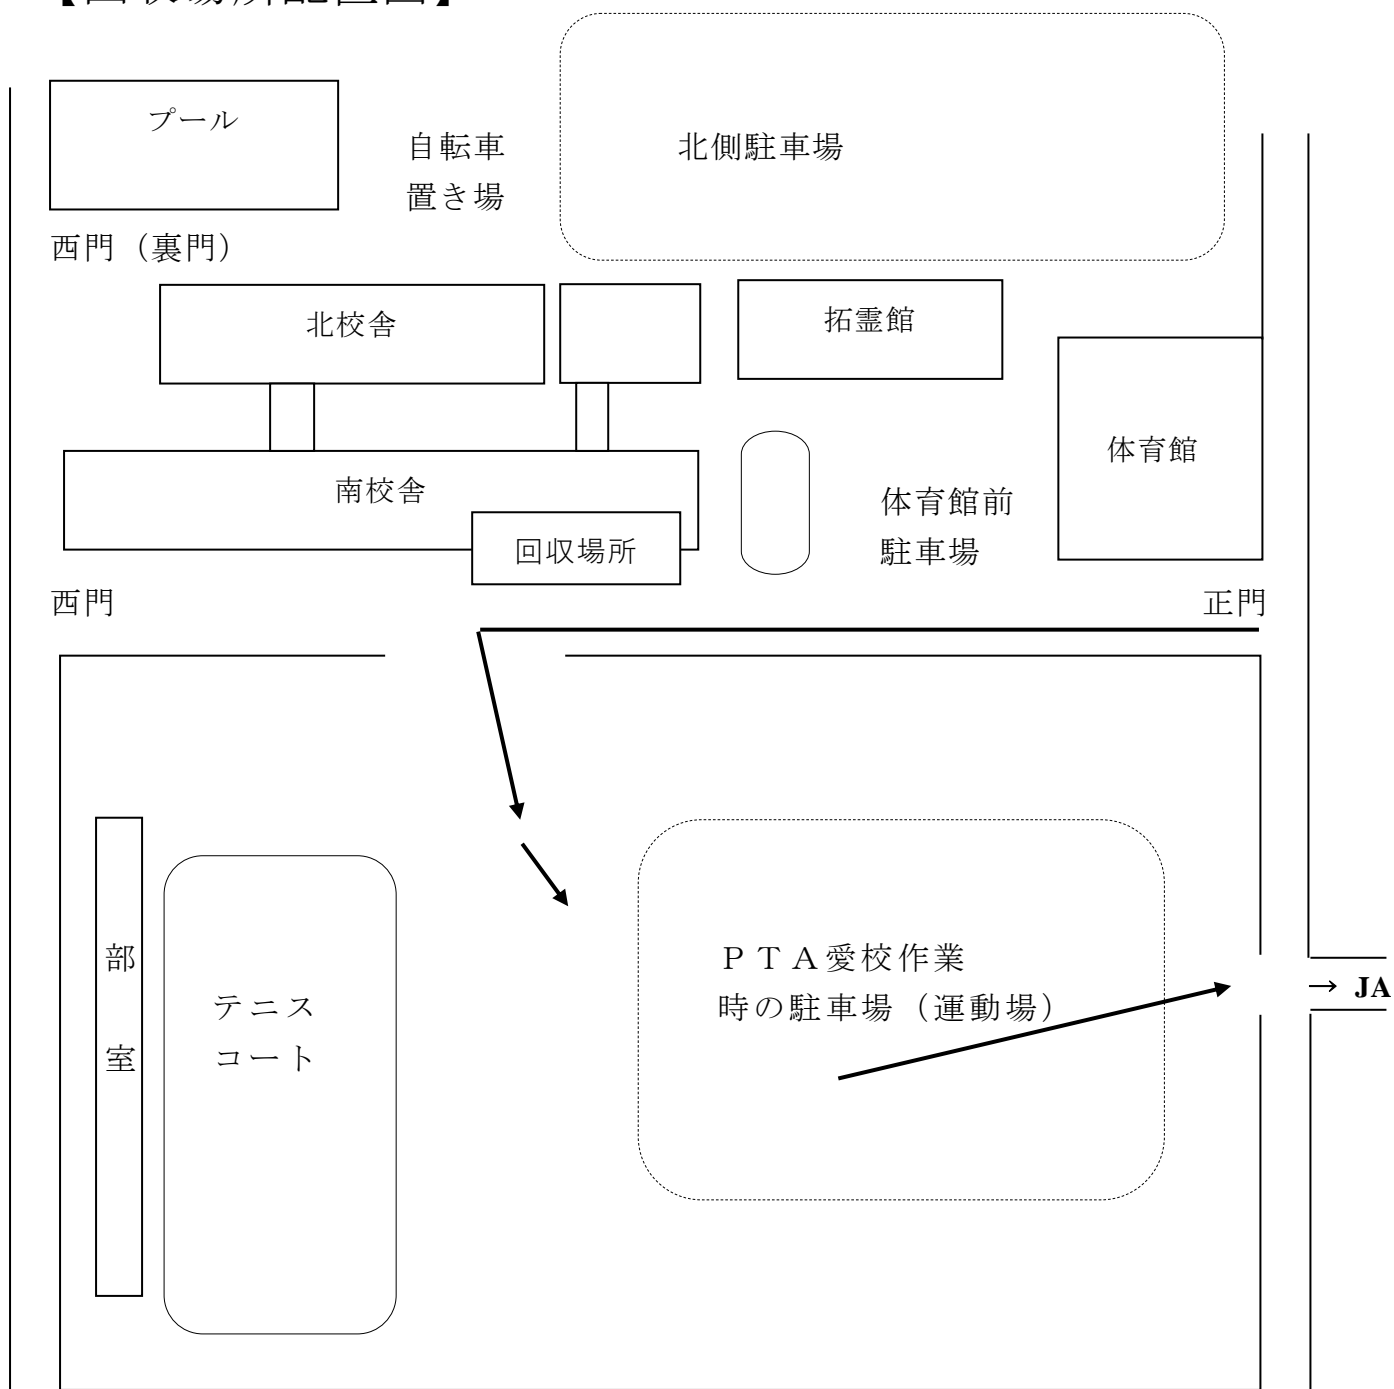 プール
自転車
置き場
北側駐車場
西門（裏門）
北校舎
拓霊館
体育館
南校舎
回収場所
体育館前
駐車場
西門
正門
部
室
テニス
コート
ＰＴＡ愛校作業
時の駐車場（運動場）
→ JA